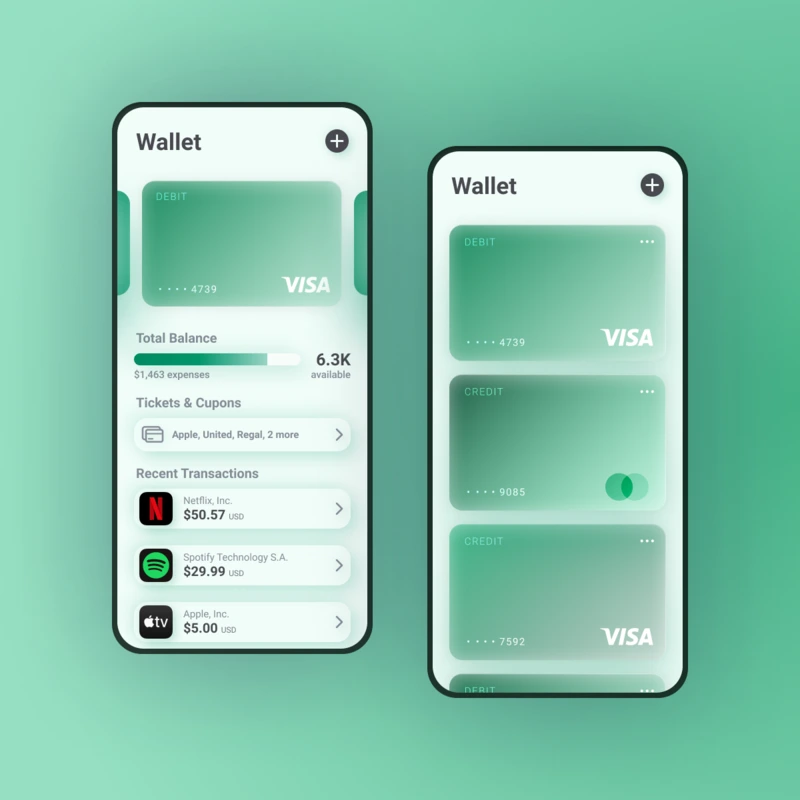 Wallet
DEBIT
•••• 4739
VISA
Total Balance
6.3K
$1,463 expenses
available
Tickets & Cupons
Apple, United, Regal, 2 more
Recent Transactions
Netflix, Inc.
$50.57 USD
Spotify Technology S.A.
$29.99 USD
tv
Apple, Inc.
$5.00 USD
Wallet
DEBIT
•••• 4739
VISA
CREDIT
•••• 9085
CREDIT
•••• 7592
VISA
DEBIT